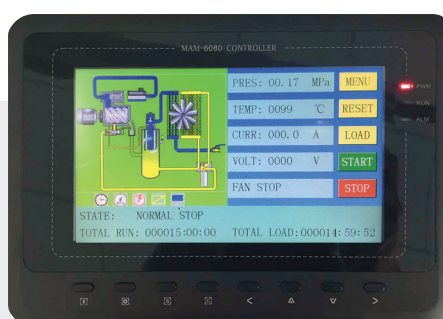 MAM-6080 CONTROLLER
PRES: 00.17 MPa MENU
TEMP: 0099 ℃ RESET
CURR: 000.0 A LOAD
VOLT: 0000 V START
FAN STOP STOP
STATE: NORMAL STOP
TOTAL RUN: 000015:00:00 TOTAL LOAD:000014:59:52
PWR
RUN
ALM